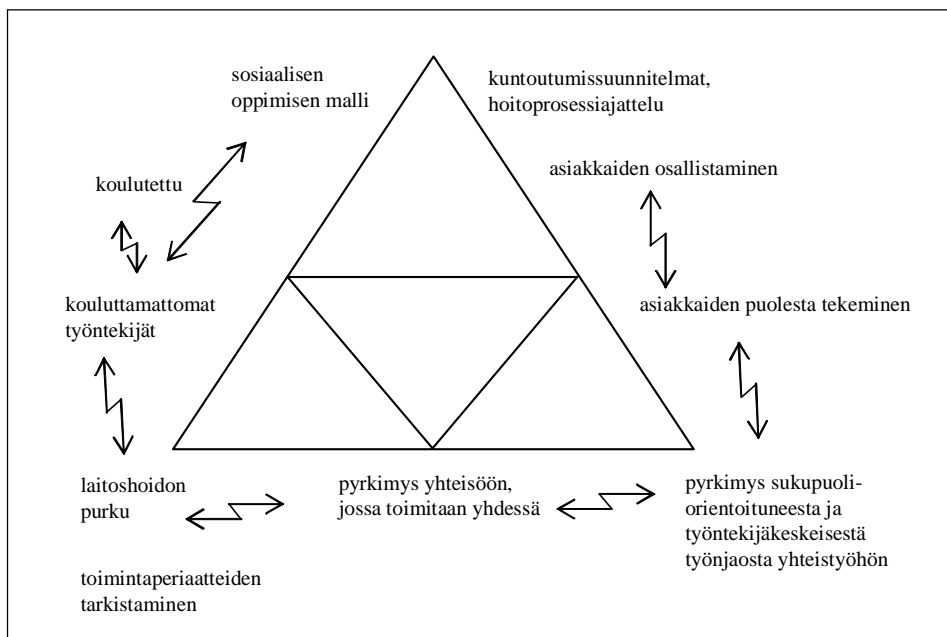 sosiaalisen
oppimisen malli
kuntoutumissuunnitelmat,
hoitoprosessiajattelu
koulutettu
asiakkaiden osallistaminen
kouluttamattomat
työntekijät
asiakkaiden puolesta tekeminen
laitoshoidon
purku
pyrkimys yhteisöön,
jossa toimitaan yhdessä
pyrkimys sukupuoli-
orientoituneesta ja
työntekijäkeskeisestä
työnjaosta yhteistyöhön
toimintaperiaatteiden
tarkistaminen